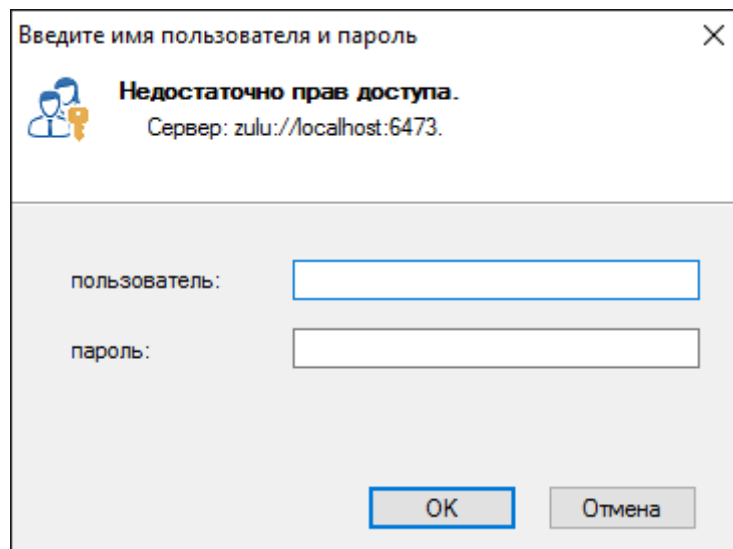 Введите имя пользователя и пароль
Недостаточно прав доступа.
Сервер: zulu://localhost:6473.
пользователь:
пароль:
OK
Отмена